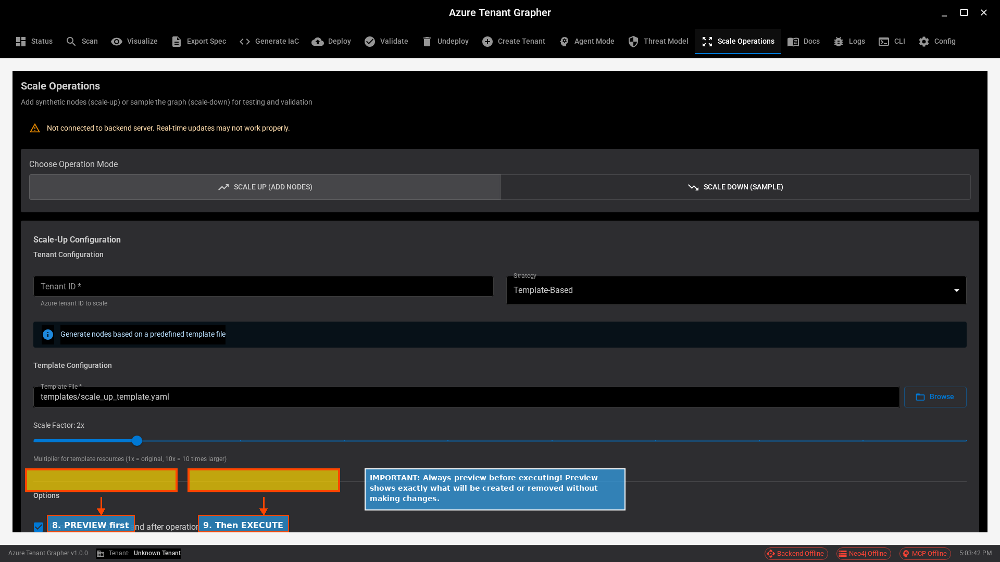 Azure Tenant Grapher
Status Scan Visualize Export Spec Generate IaC Deploy Validate Undeploy Create Tenant Agent Mode Threat Model Scale Operations Docs Logs CLI Config
Scale Operations
Add synthetic nodes (scale-up) or sample the graph (scale-down) for testing and validation
Not connected to backend server. Real-time updates may not work properly.
Choose Operation Mode
SCALE UP (ADD NODES) SCALE DOWN (SAMPLE)
Scale-Up Configuration
Tenant Configuration
Strategy
Tenant ID * Template-Based
Azure tenant ID to scale
Generate nodes based on a predefined template file
Template Configuration
Template File *
templates/scale_up_template.yaml Browse
Scale Factor: 2x
Multiplier for template resources (1x = original, 10x = 10 times larger)
IMPORTANT: Always preview before executing! Preview
shows exactly what will be created or removed without
making changes.
Options
8. PREVIEW first nd after operation 9. Then EXECUTE
Azure Tenant Grapher v1.0.0 Tenant: Unknown Tenant Backend Offline Neo4j Offline MCP Offline 5:03:42 PM